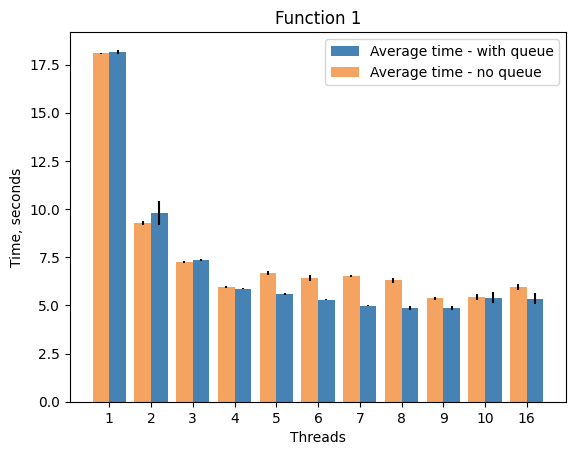 Function 1
Average time - with queue
Average time - no queue
Time, seconds
17.5
15.0
12.5
10.0
7.5
5.0
2.5
0.0
1 2 3 4 5 6 7 8 9 10 16
Threads